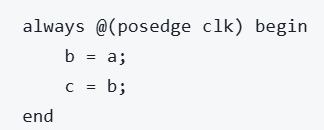 always @(posedge clk) begin
    b = a;
    c = b;
end